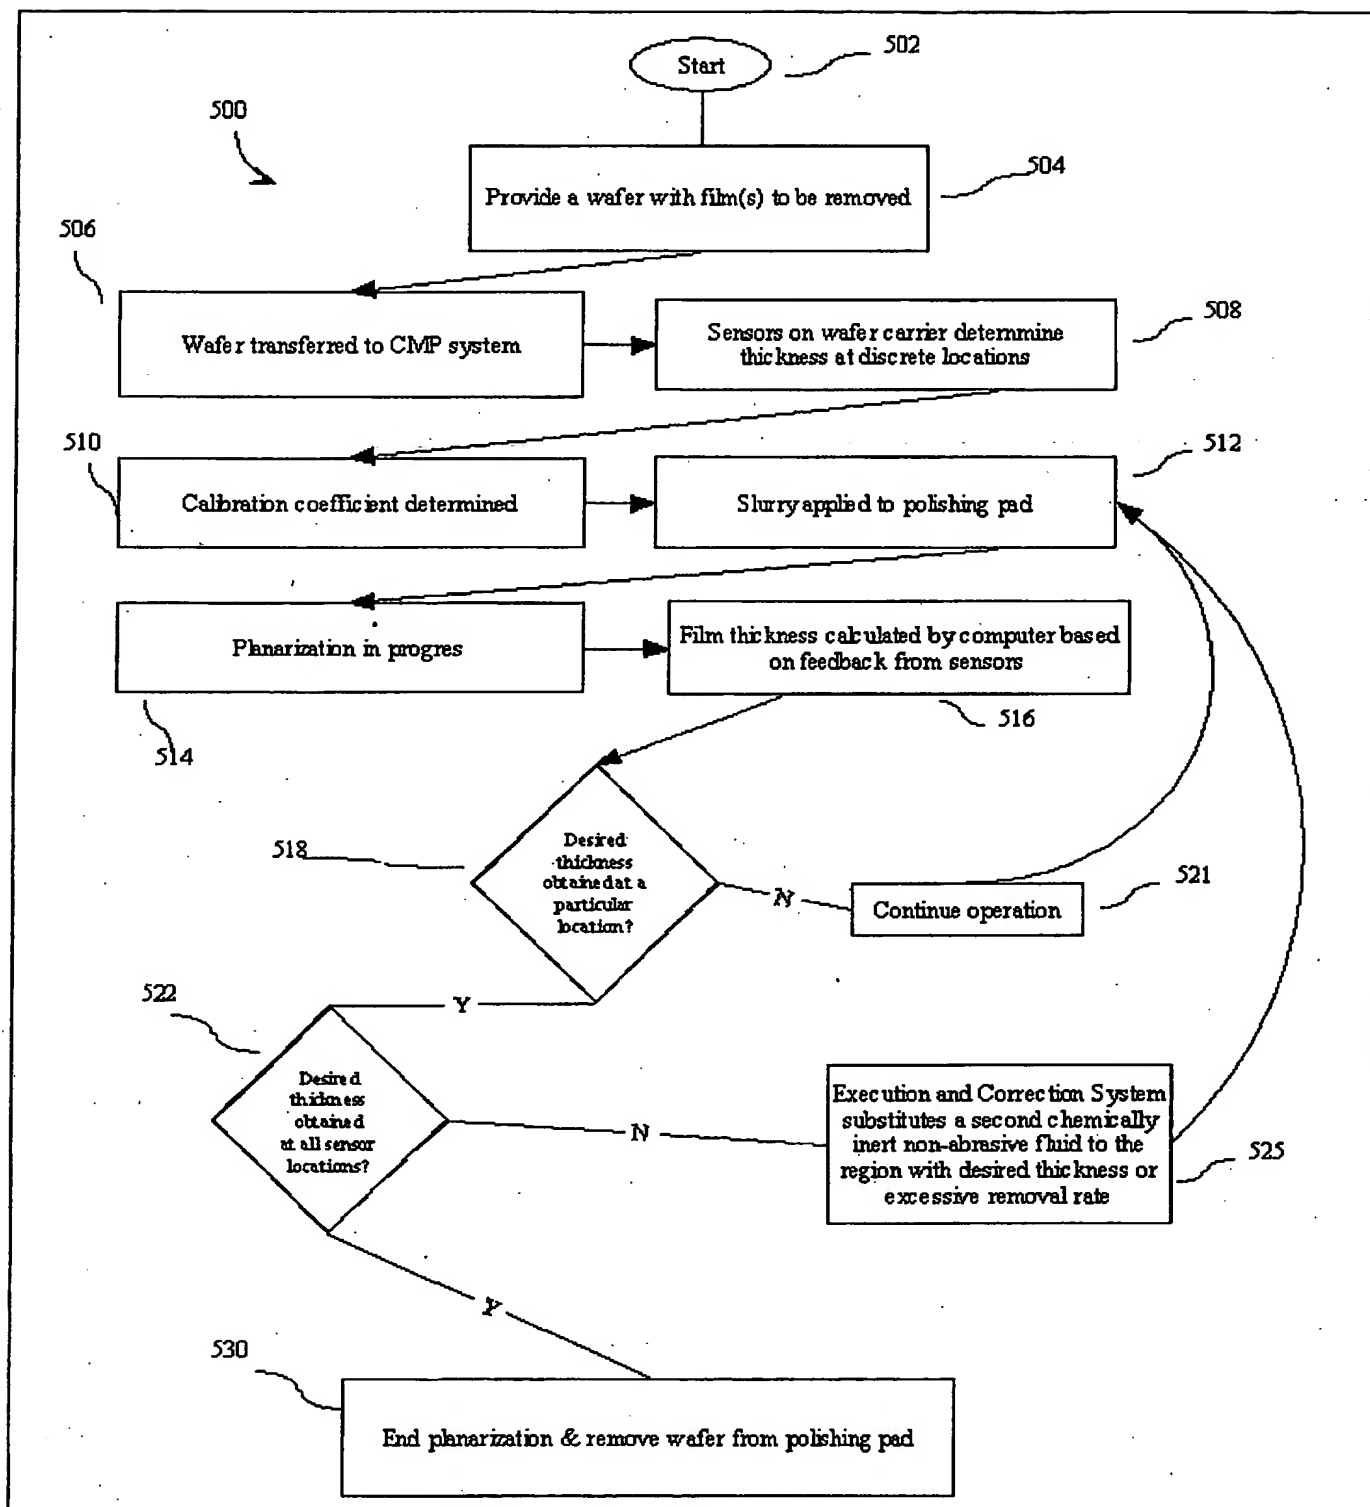 502
Start
500
504
Provide a wafer with film(s) to be removed
506
Wafer transferred to CMP system
508
Sensors on wafer carrier deternmine
thickness at discrete locations
510
Calibration coefficient determined
512
Slurry applied to polishing pad
Planarization in progres
514
Film thickness calculated by computer based
on feedback from sensors
516
518
Desired
thickness
obtained at a
particular
location?
N
Continue operation
521
Y
522
Desired
thickness
obtained
at all sensor
locations?
N
Execution and Correction System
substitutes a second chemically
inert non-abrasive fluid to the
region with desired thickness or
excessive removal rate
525
Y
530
End planarization & remove wafer from polishing pad